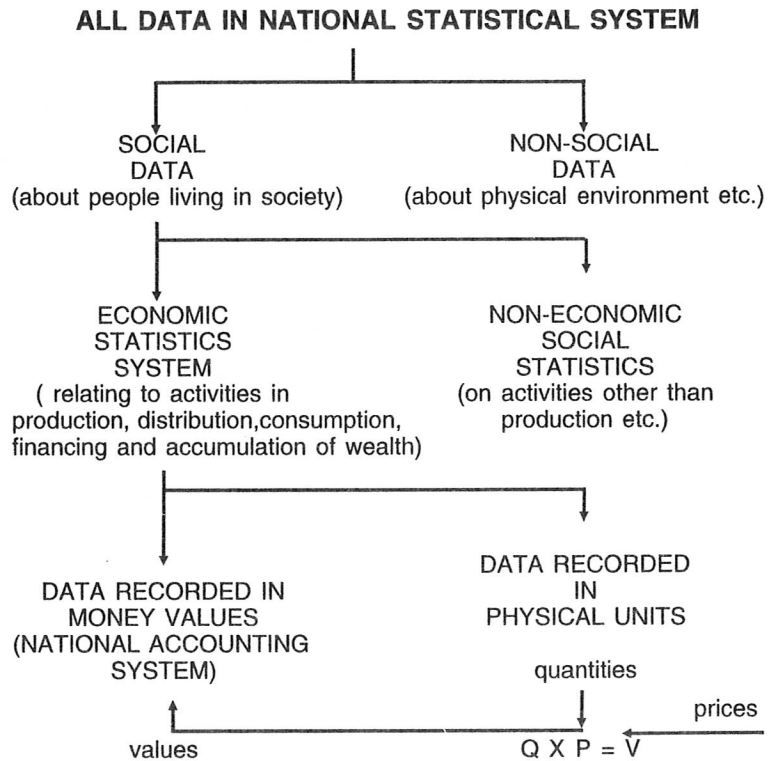 ALL DATA IN NATIONAL STATISTICAL SYSTEM
SOCIAL
DATA
(about people living in society)
NON-SOCIAL
DATA
(about physical environment etc.)
ECONOMIC
STATISTICS
SYSTEM
( relating to activities in
production, distribution,consumption,
financing and accumulation of wealth)
NON-ECONOMIC
SOCIAL
STATISTICS
(on activities other than
production etc.)
DATA RECORDED IN
MONEY VALUES
(NATIONAL ACCOUNTING
SYSTEM)
DATA RECORDED
IN
PHYSICAL UNITS
quantities
prices
values
Q X P = V